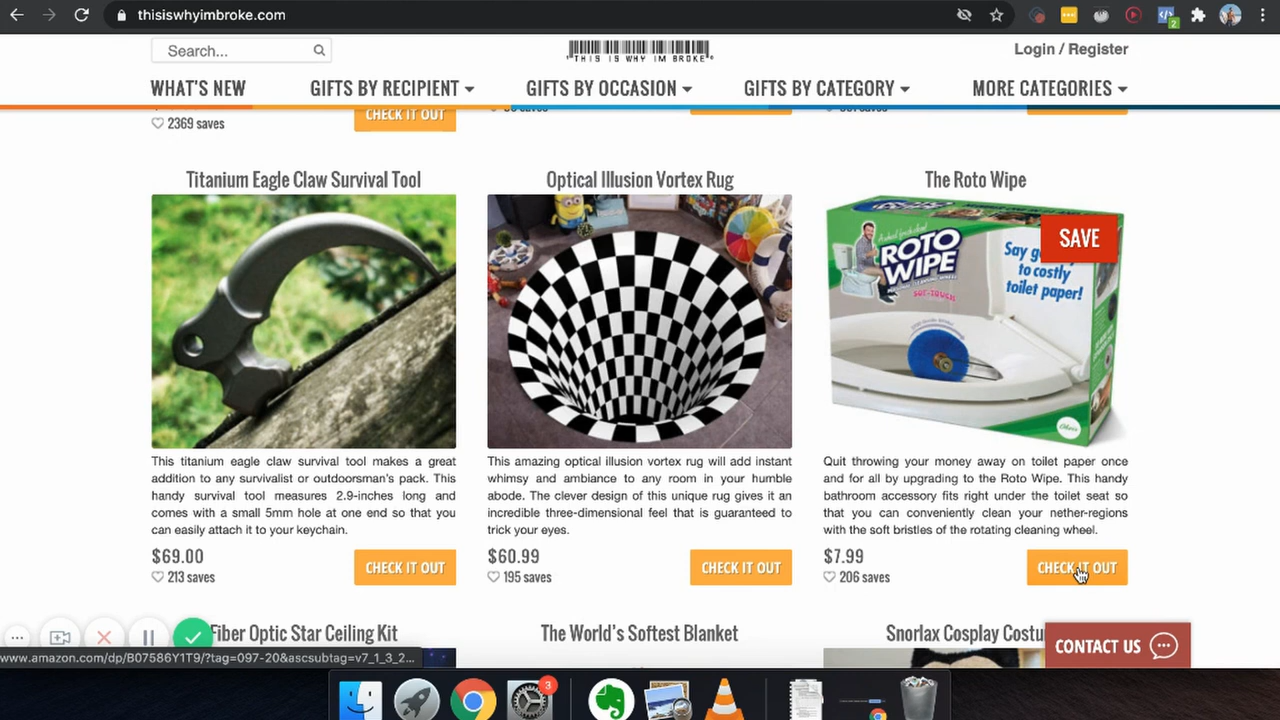 thisiswhyimbroke.com
2
Search...
THIS IS WHY IM BROKE
Login / Register
WHAT'S NEW
GIFTS BY RECIPIENT
GIFTS BY OCCASION
GIFTS BY CATEGORY
MORE CATEGORIES
2369 saves
CHECK IT OUT
Titanium Eagle Claw Survival Tool
This titanium eagle claw survival tool makes a great
addition to any survivalist or outdoorsman's pack. This
handy survival tool measures 2.9-inches long and
comes with a small 5mm hole at one end so that you
can easily attach it to your keychain.
$69.00
213 saves
CHECK IT OUT
Optical Illusion Vortex Rug
This amazing optical illusion vortex rug will add instant
whimsy and ambiance to any room in your humble
abode. The clever design of this unique rug gives it an
incredible three-dimensional feel that is guaranteed to
trick your eyes.
$60.99
195 saves
CHECK IT OUT
The Roto Wipe
ROTO
WIPE
SOF-TOUCH
Say
to costly
toilet paper!
SAVE
Quit throwing your money away on toilet paper once
and for all by upgrading to the Roto Wipe. This handy
bathroom accessory fits right under the toilet seat so
that you can conveniently clean your nether-regions
with the soft bristles of the rotating cleaning wheel.
$7.99
206 saves
CHECK IT OUT
Fiber Optic Star Ceiling Kit
The World's Softest Blanket
Snorlax Cosplay Costu
CONTACT US
www.amazon.com/dp/B07586Y1T9/?tag=097-20&ascsubtag=v7_1_3_2...
3